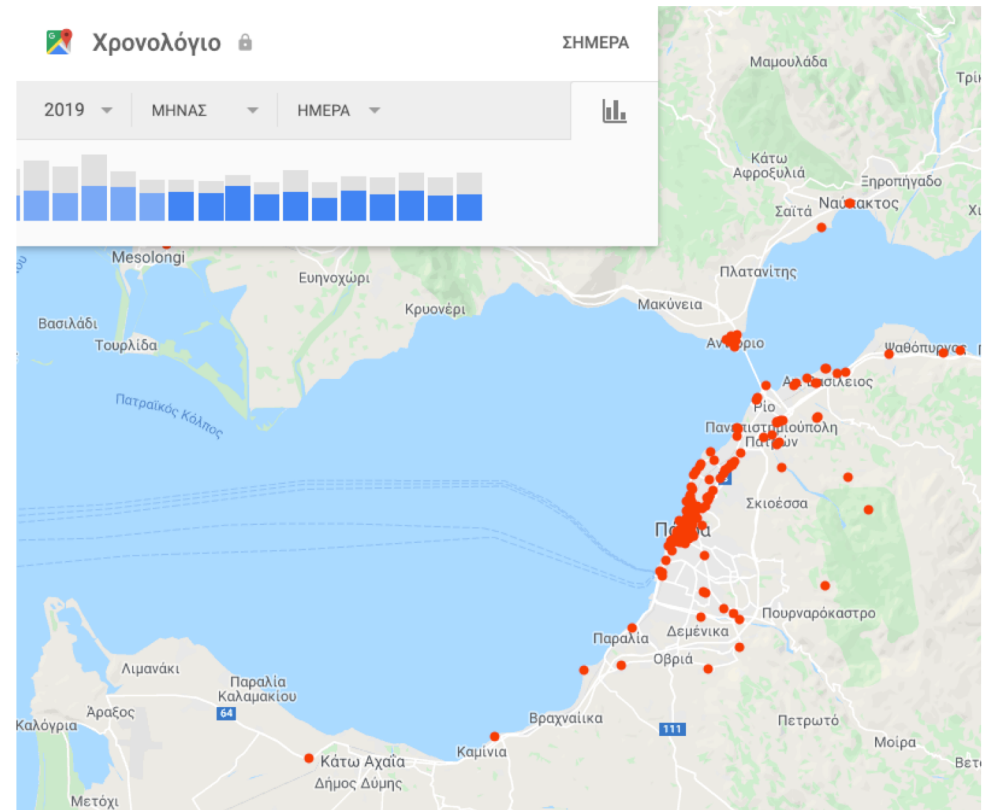 Χρονολόγιο
ΣΗΜΕΡΑ
2019
ΜΗΝΑΣ
ΗΜΕΡΑ
Μαμουλάδα
Κάτω
Αφροξυλιά
Ξηροπήγαδο
Σαϊτά
Mesolongi
Ευηνοχώρι
Πλατανίτης
Κρυονέρι
Μακύνεια
Βασιλάδι
Τουρλίδα
Πατραϊκός Κόλπος
Ρίο
Σκιοέσσα
Πουρναρόκαστρο
Δεμένικα
Παραλία
Οβριά
Λιμανάκι
Παραλία
Καλαμακίου
Άραξος
64
Καλόγρια
Βραχναίικα
111
Πετρωτό
Μοίρα
Καμίνια
Κάτω Αχαΐα
Δήμος Δύμης
Μετόχι